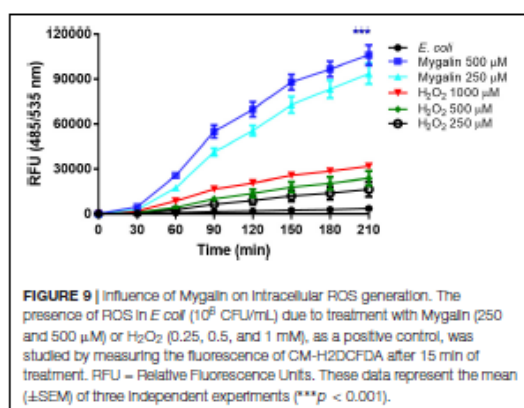 120000
90000
60000
30000
0
RFU (485/535 nm)
0 30 60 90 120 150 180 210
Time (min)
***
E. coli
Mygalin 500 µM
Mygalin 250 µM
H₂O₂ 1000 µM
H₂O₂ 500 µM
H₂O₂ 250 µM
FIGURE 9 | Influence of Mygalin on Intracellular ROS generation. The
presence of ROS in E coli (10⁸ CFU/mL) due to treatment with Mygalin (250
and 500 µM) or H₂O₂ (0.25, 0.5, and 1 mM), as a positive control, was
studied by measuring the fluorescence of CM-H2DCFDA after 15 min of
treatment. RFU = Relative Fluorescence Units. These data represent the mean
(±SEM) of three independent experiments (***p < 0.001).